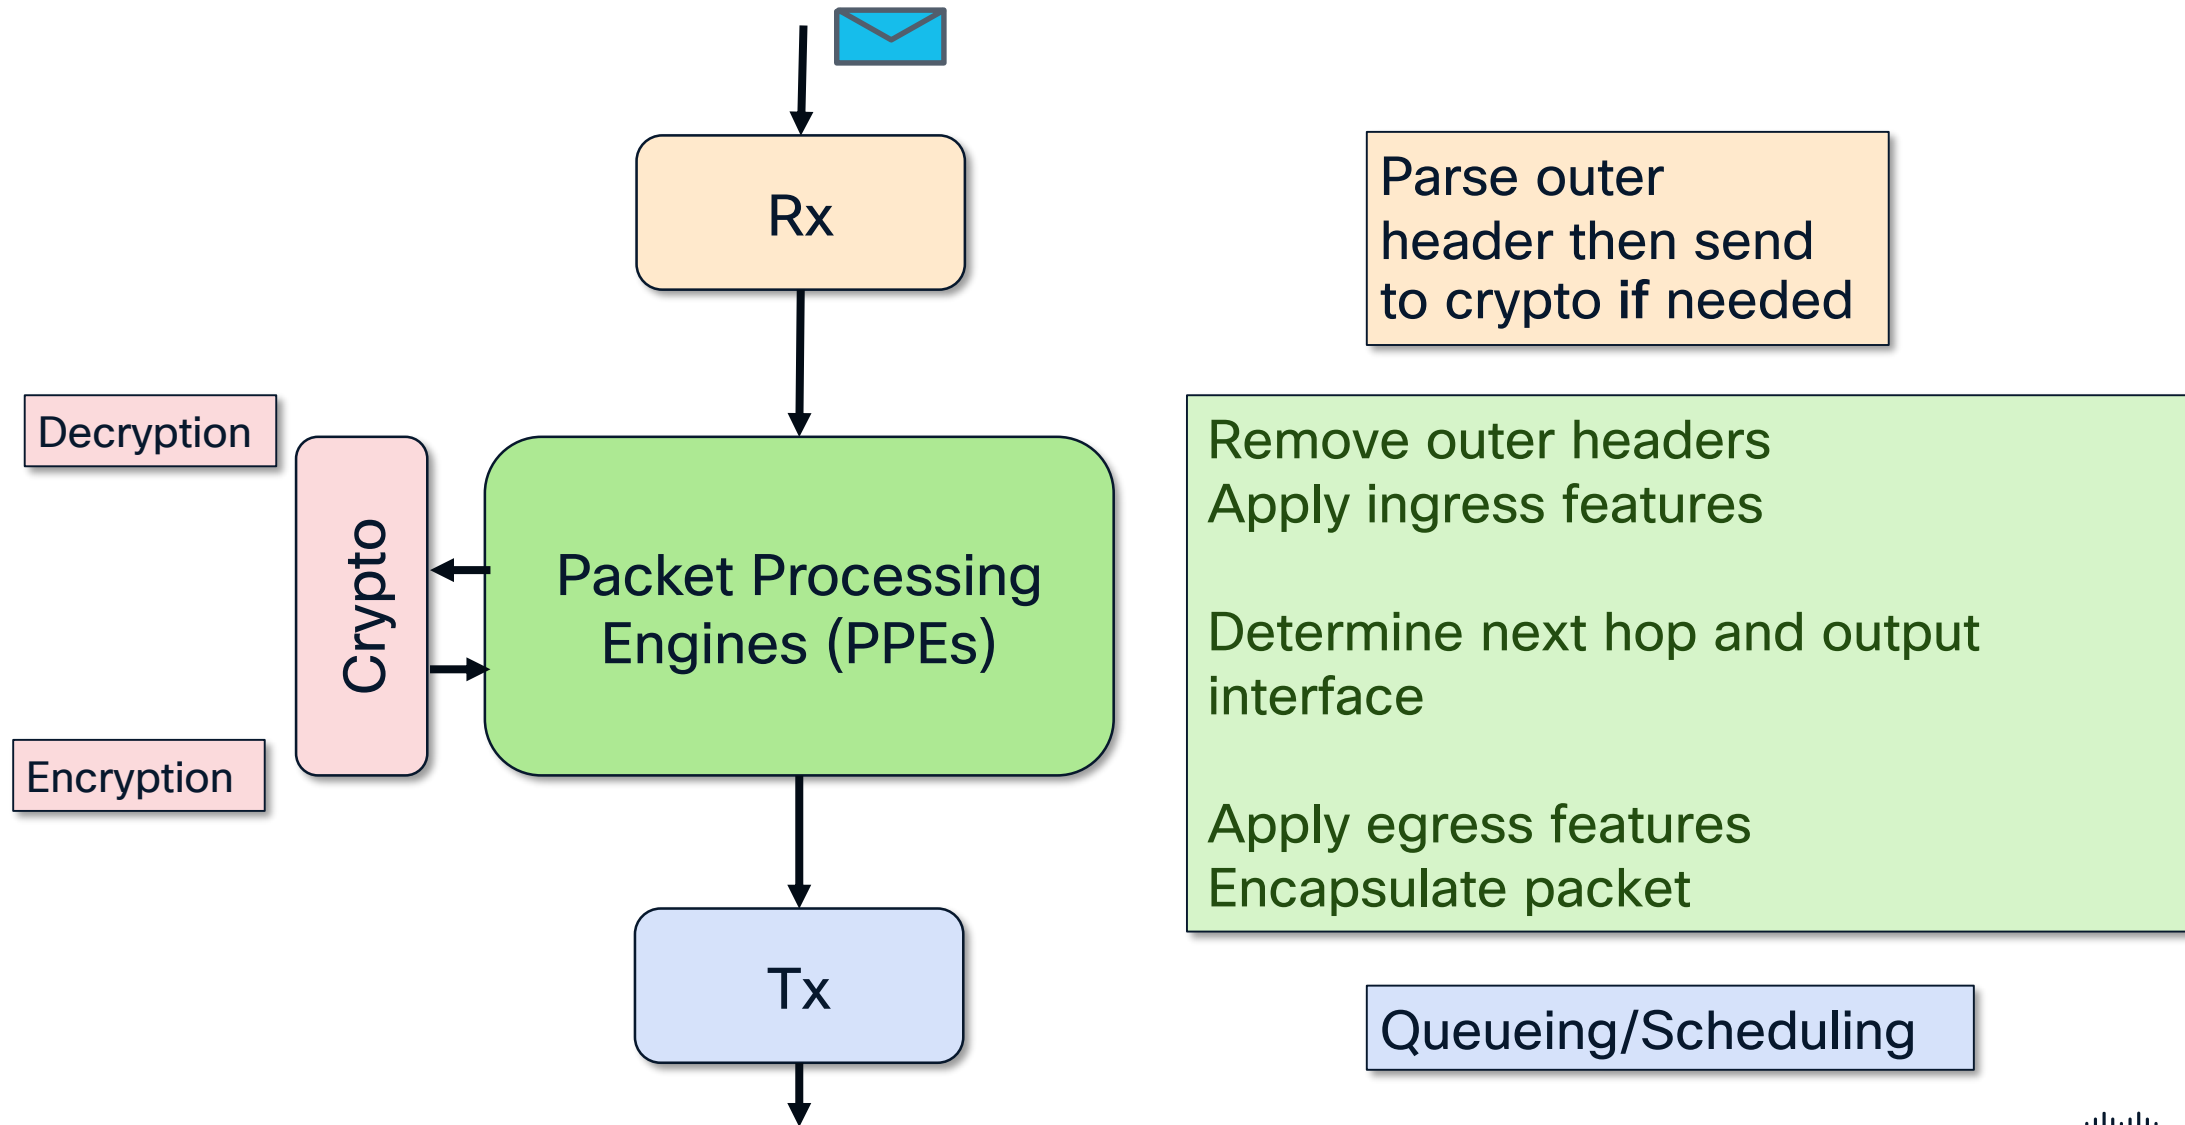 Rx
Parse outer
header then send
to crypto if needed
Decryption
Crypto
Encryption
Packet Processing
Engines (PPEs)
Remove outer headers
Apply ingress features
Determine next hop and output
interface
Apply egress features
Encapsulate packet
Tx
Queueing/Scheduling